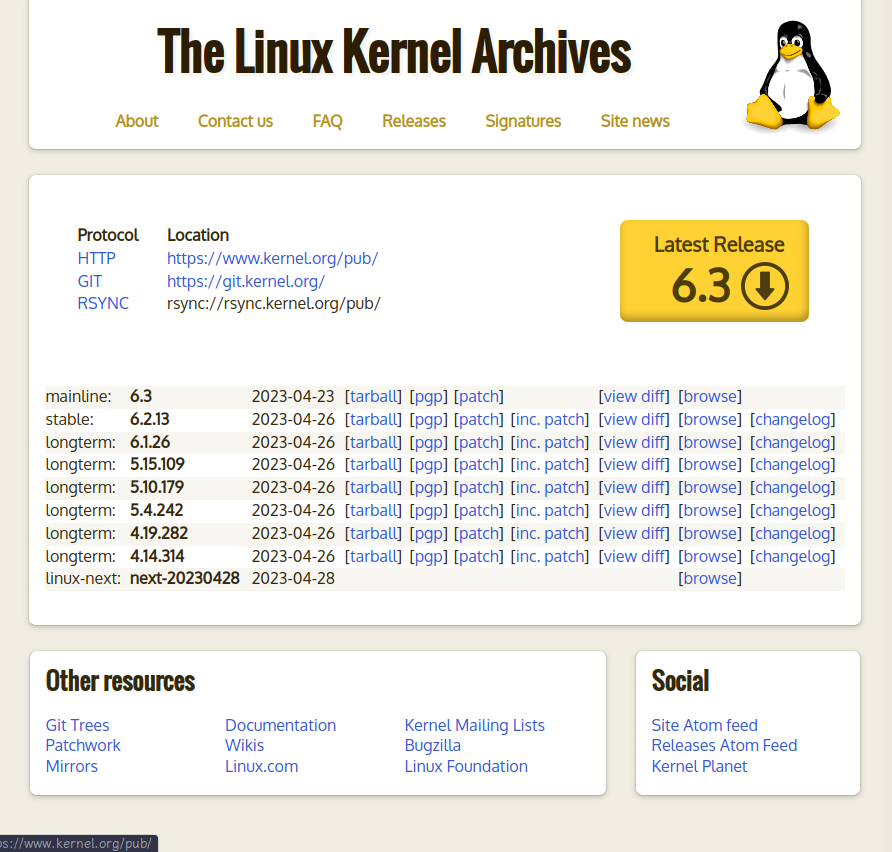 The Linux Kernel Archives
About Contact us FAQ Releases Signatures Site news
Protocol Location
HTTP https://www.kernel.org/pub/
GIT https://git.kernel.org/
RSYNC rsync://rsync.kernel.org/pub/
Latest Release
6.3
mainline: 6.3 2023-04-23 [tarball] [pgp] [patch] [view diff] [browse]
stable: 6.2.13 2023-04-26 [tarball] [pgp] [patch] [inc. patch] [view diff] [browse] [changelog]
longterm: 6.1.26 2023-04-26 [tarball] [pgp] [patch] [inc. patch] [view diff] [browse] [changelog]
longterm: 5.15.109 2023-04-26 [tarball] [pgp] [patch] [inc. patch] [view diff] [browse] [changelog]
longterm: 5.10.179 2023-04-26 [tarball] [pgp] [patch] [inc. patch] [view diff] [browse] [changelog]
longterm: 5.4.242 2023-04-26 [tarball] [pgp] [patch] [inc. patch] [view diff] [browse] [changelog]
longterm: 4.19.282 2023-04-26 [tarball] [pgp] [patch] [inc. patch] [view diff] [browse] [changelog]
longterm: 4.14.314 2023-04-26 [tarball] [pgp] [patch] [inc. patch] [view diff] [browse] [changelog]
linux-next: next-20230428 2023-04-28 [browse]
Other resources
Git Trees Documentation Kernel Mailing Lists
Patchwork Wikis Bugzilla
Mirrors Linux.com Linux Foundation
Social
Site Atom feed
Releases Atom Feed
Kernel Planet
ps://www.kernel.org/pub/